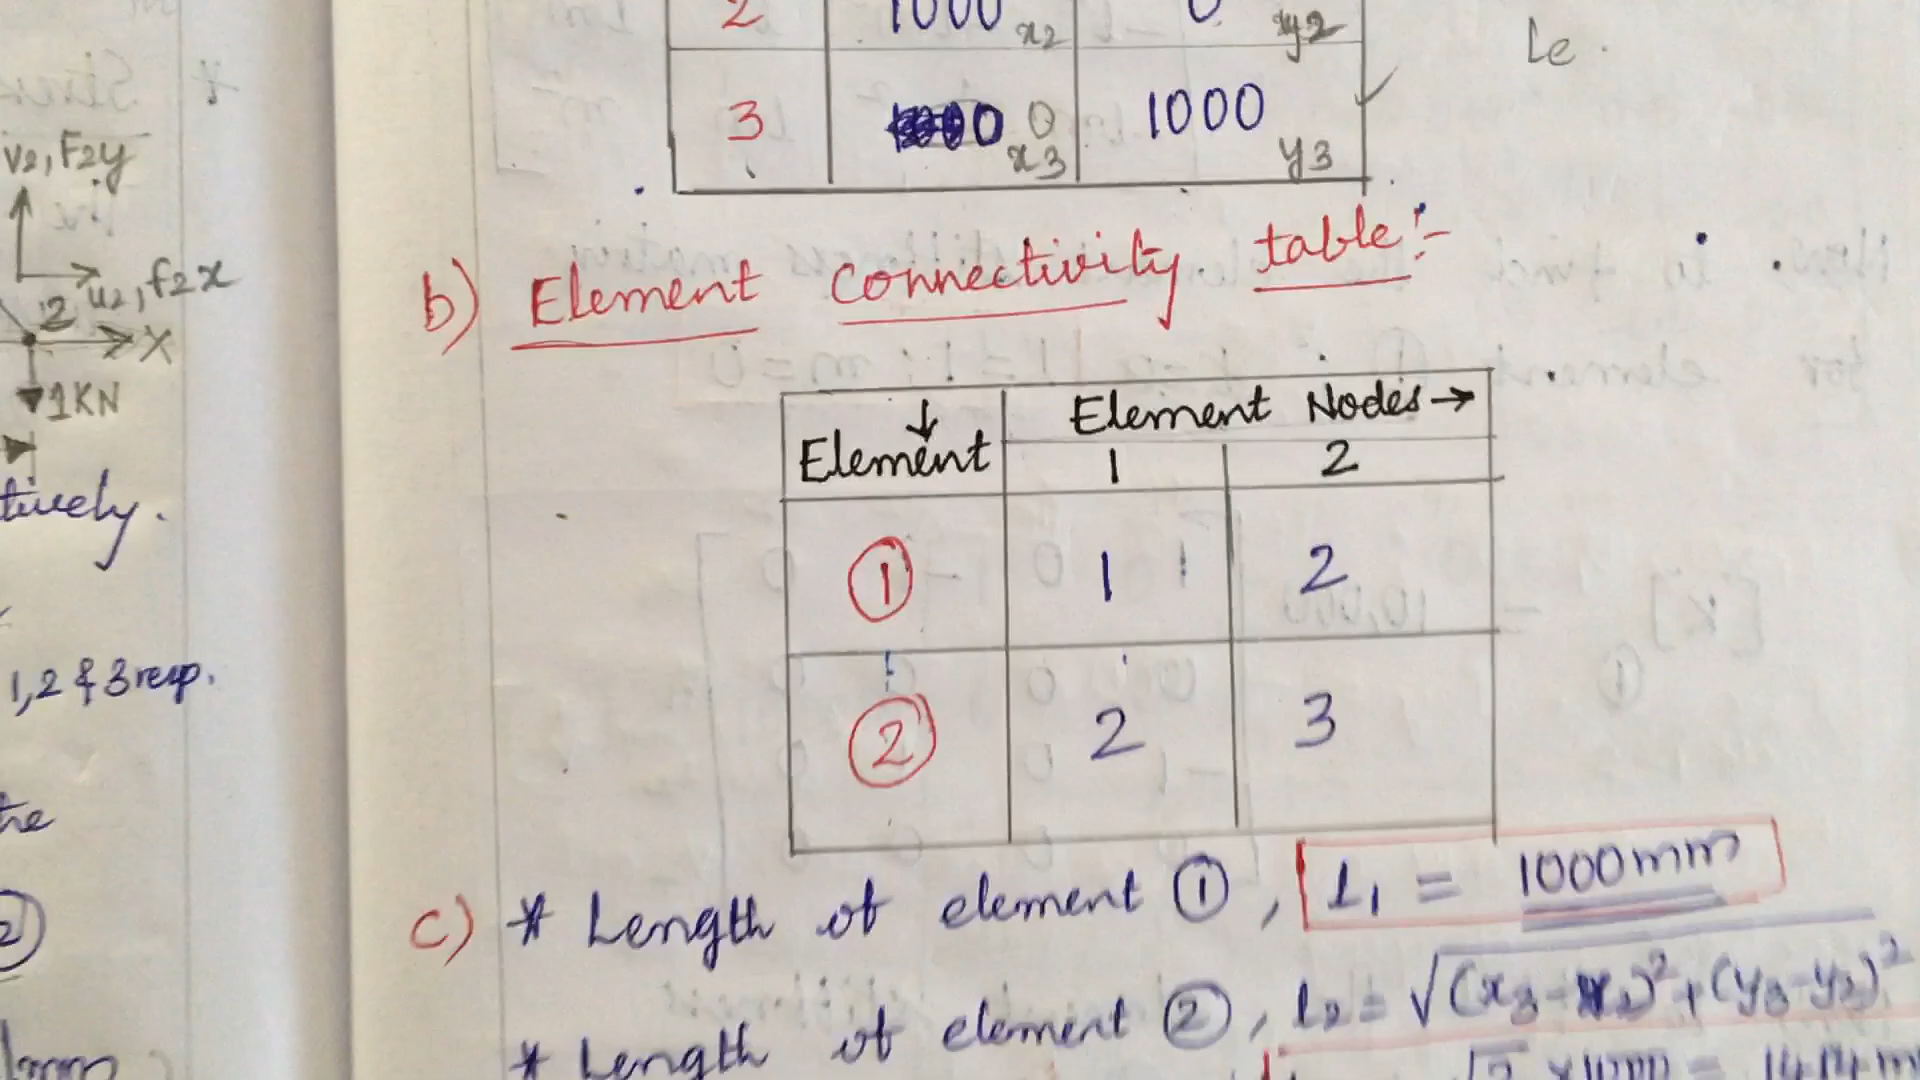 2 1000 x2 0 y2
3 0 x3 1000 y3
Le.
v2, F2y
u2, f2x
2
X
1KN
tively.
1,2 & 3 resp.
the
2
b) Element Connectivity table:-
Element ↓ Element Nodes →
1 2
① 1 2
② 2 3
c) * Length of element ①, l1 = 1000mm
* Length of element ②, l2 = √(x3-x2)²+(y3-y2)²